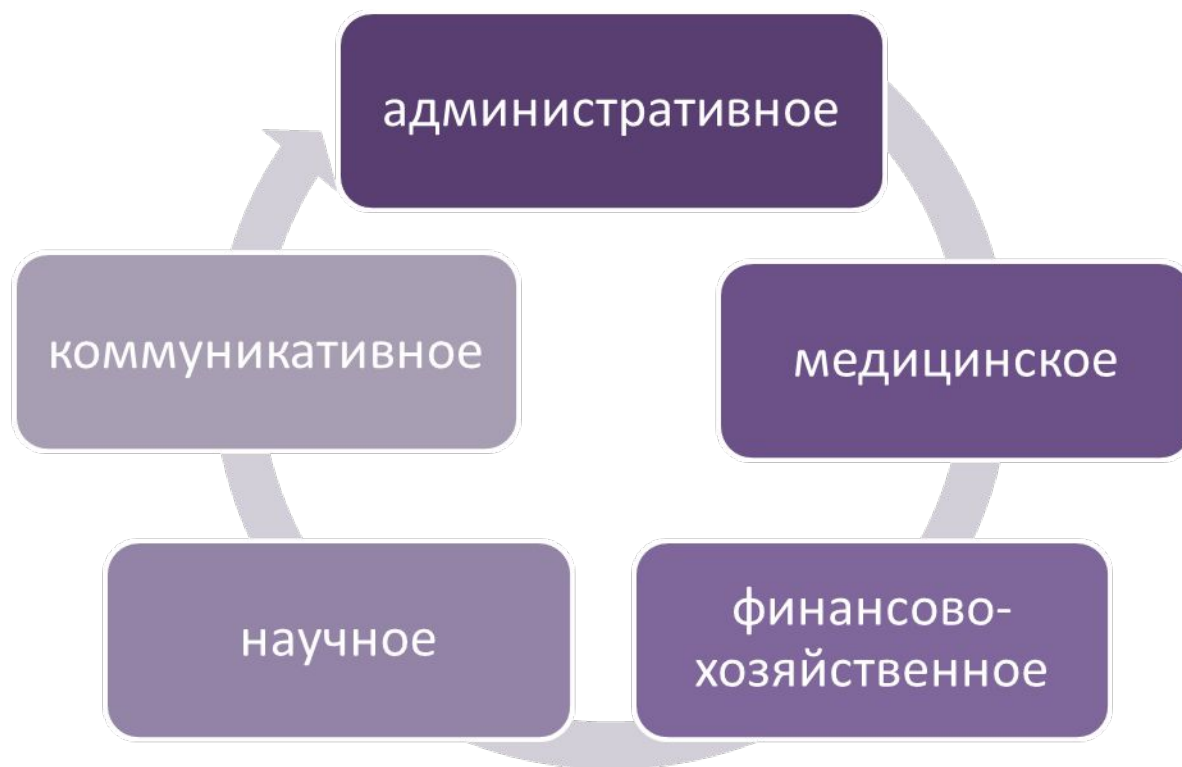 административное
медицинское
финансово-
хозяйственное
научное
коммуникативное